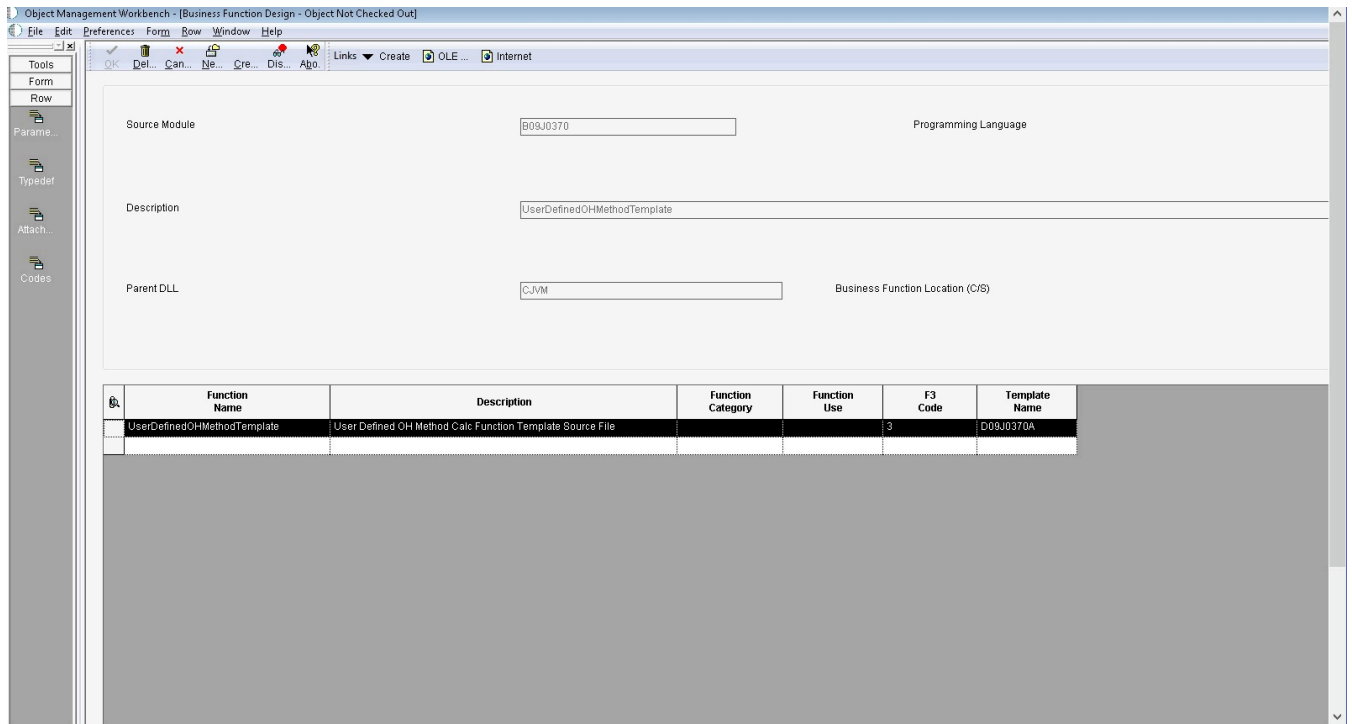 Object Management Workbench - [Business Function Design - Object Not Checked Out]
File Edit Preferences Form Row Window Help
OK Del... Can... Ne... Cre... Dis... Abo. Links Create OLE ... Internet
Tools
Form
Row
Parame...
Typedef
Attach...
Codes
Source Module B09J0370 Programming Language
Description UserDefinedOHMethodTemplate
Parent DLL CJVM Business Function Location (C/S)
Function Name Description Function Category Function Use F3 Code Template Name
UserDefinedOHMethodTemplate User Defined OH Method Calc Function Template Source File 3 D09J0370A